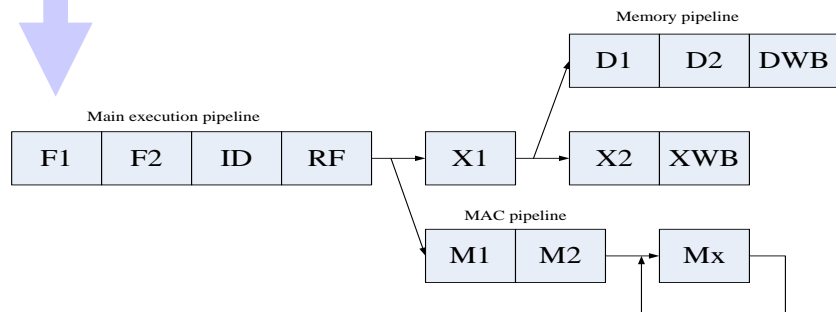 Memory pipeline
D1 D2 DWB
Main execution pipeline
F1 F2 ID RF X1 X2 XWB
MAC pipeline
M1 M2 Mx